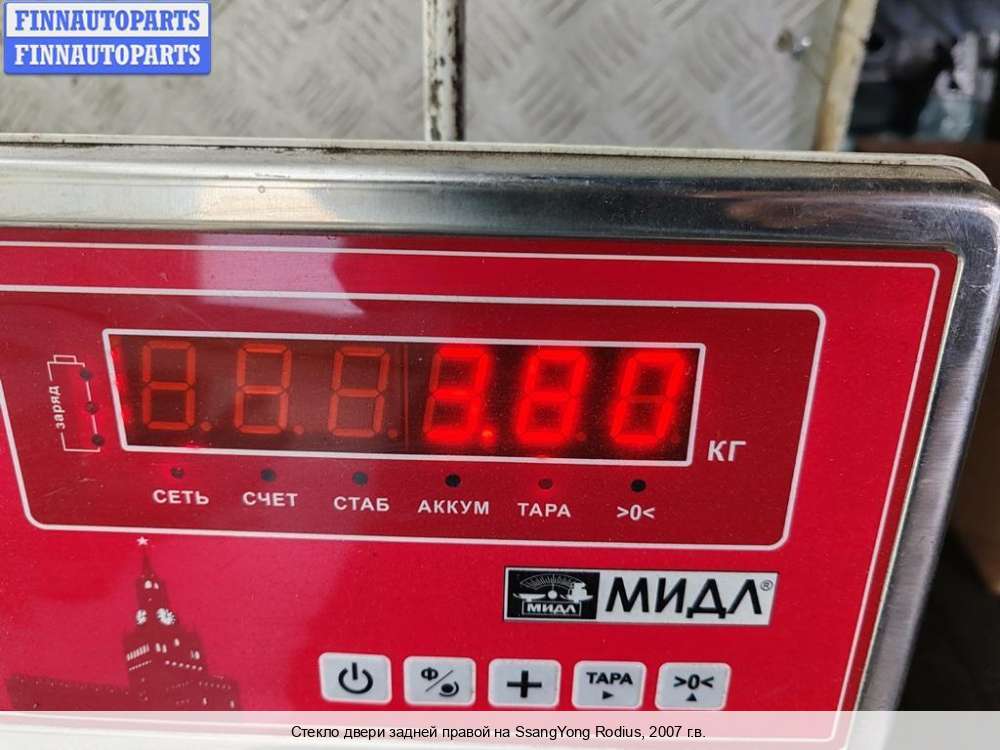 FINNAUTOPARTS
FINNAUTOPARTS
заряд
3.80
КГ
СЕТЬ СЧЕТ СТАБ АККУМ ТАРА >0<
МИДЛ МИДЛ®
Ф + ТАРА >0<
Стекло двери задней правой на SsangYong Rodius, 2007 г.в.